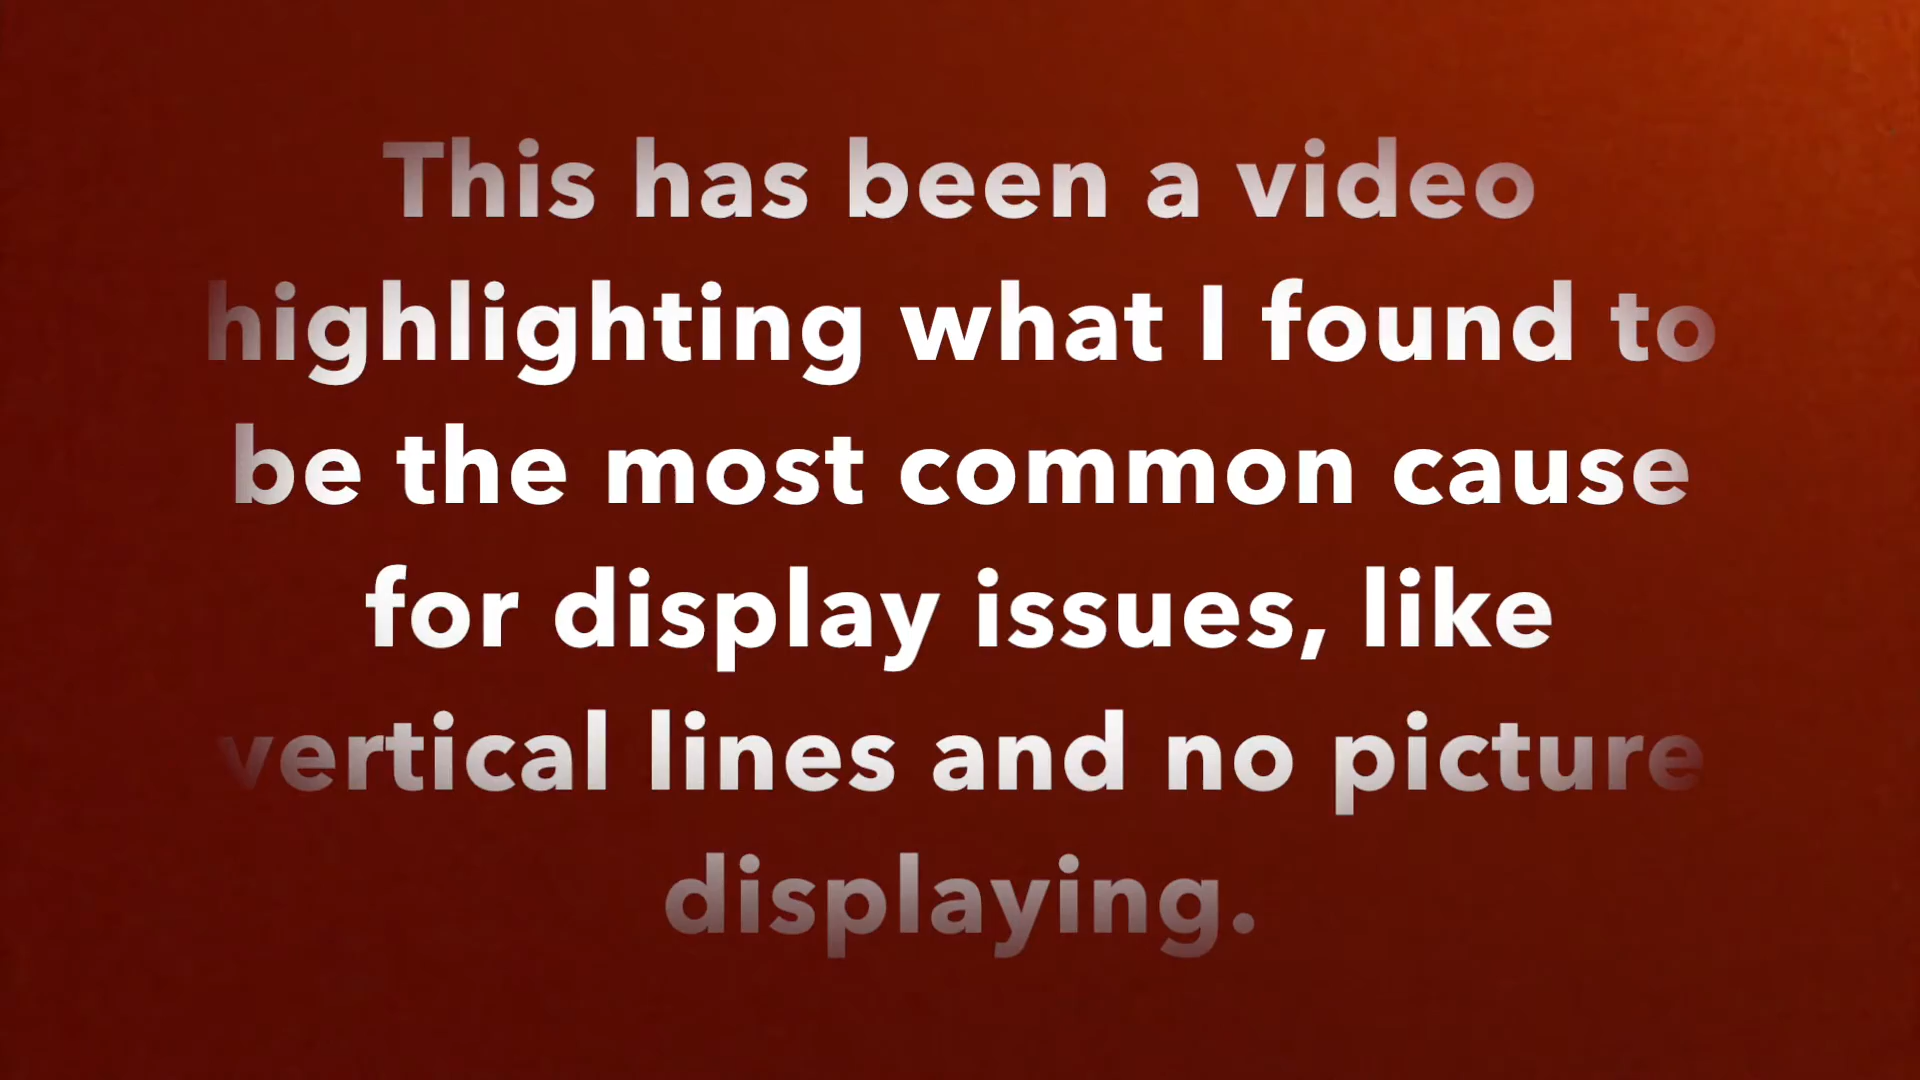 This has been a video
highlighting what I found to
be the most common cause
for display issues, like
vertical lines and no picture
displaying.